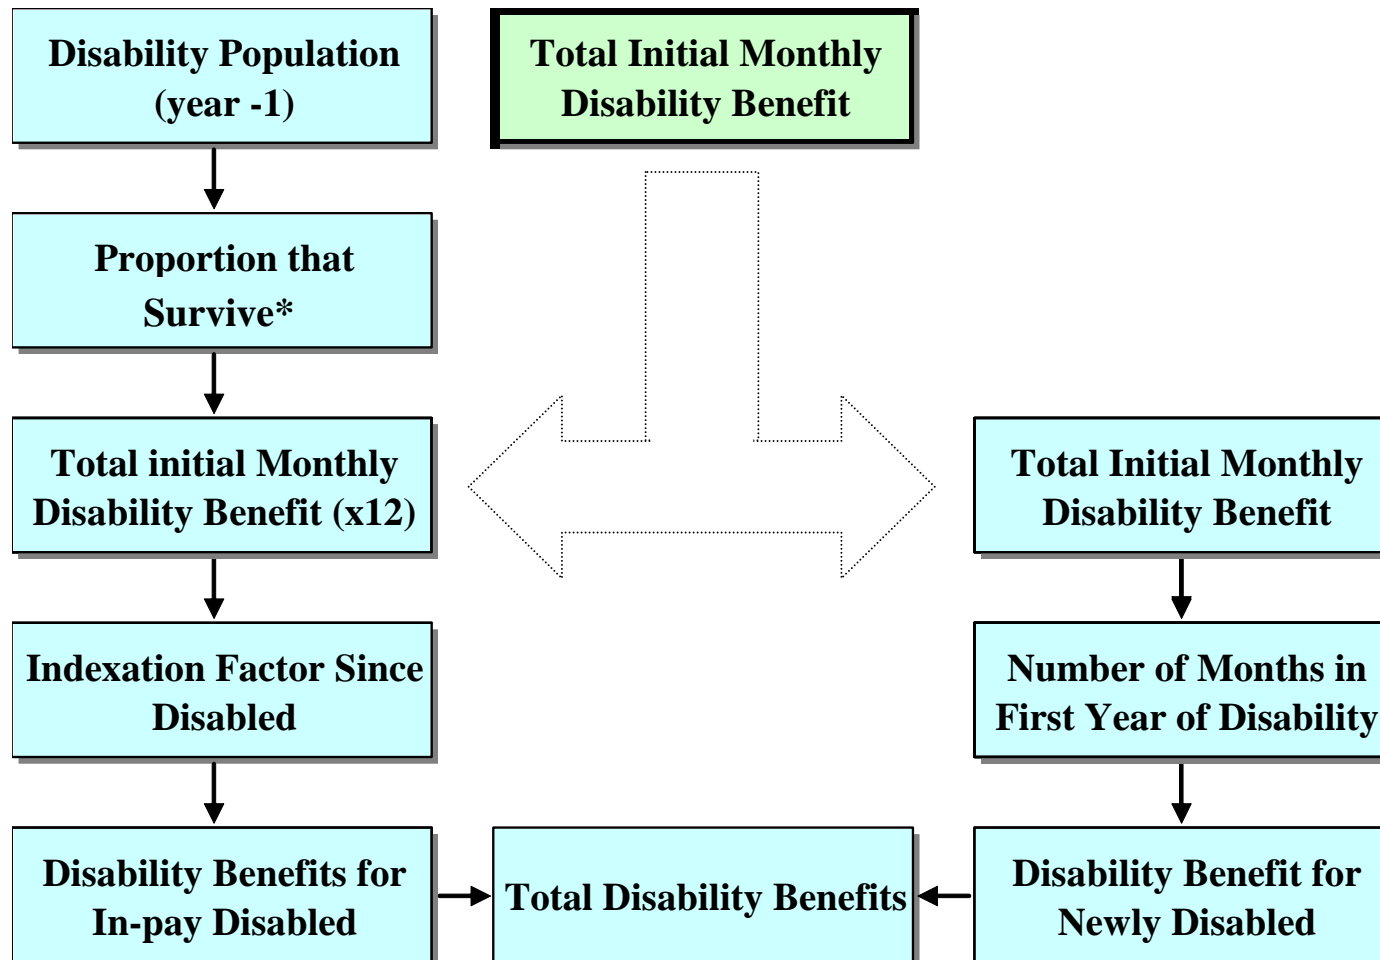 Disability Population
(year -1)
Total Initial Monthly
Disability Benefit
Proportion that
Survive*
Total initial Monthly
Disability Benefit (x12)
Total Initial Monthly
Disability Benefit
Indexation Factor Since
Disabled
Number of Months in
First Year of Disability
Disability Benefits for
In-pay Disabled
Total Disability Benefits
Disability Benefit for
Newly Disabled